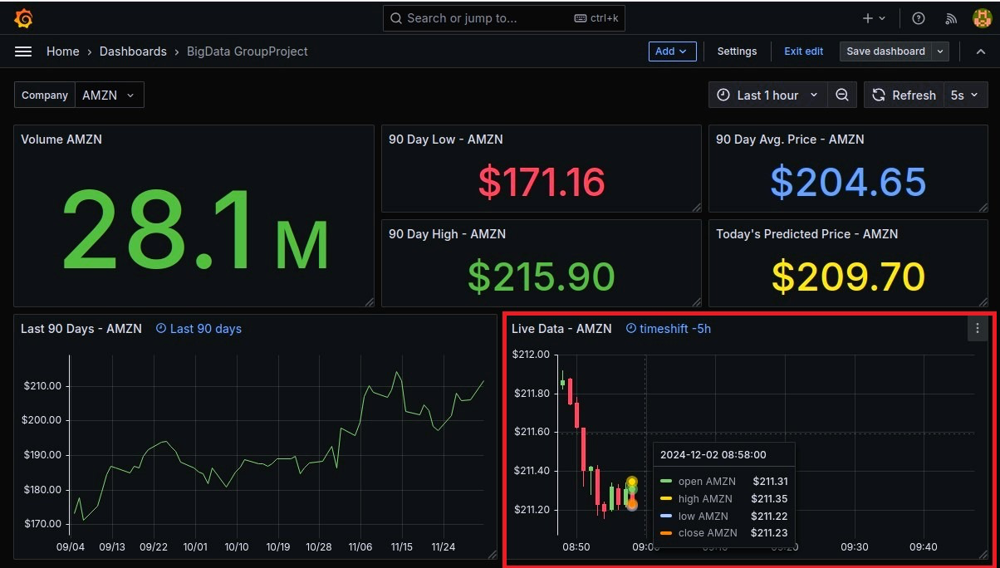 Search or jump to... ctrl+k
Home › Dashboards › BigData GroupProject
Add Settings Exit edit Save dashboard
Company AMZN Last 1 hour Refresh 5s
Volume AMZN
28.1 M
90 Day Low - AMZN
$171.16
90 Day Avg. Price - AMZN
$204.65
90 Day High - AMZN
$215.90
Today's Predicted Price - AMZN
$209.70
Last 90 Days - AMZN Last 90 days
$210.00
$200.00
$190.00
$180.00
$170.00
09/04 09/13 09/22 10/01 10/10 10/19 10/28 11/06 11/15 11/24
Live Data - AMZN timeshift -5h
$212.00
$211.80
$211.60
$211.40
$211.20
2024-12-02 08:58:00
open AMZN $211.31
high AMZN $211.35
low AMZN $211.22
close AMZN $211.23
08:50 09:00 09:10 09:20 09:30 09:40